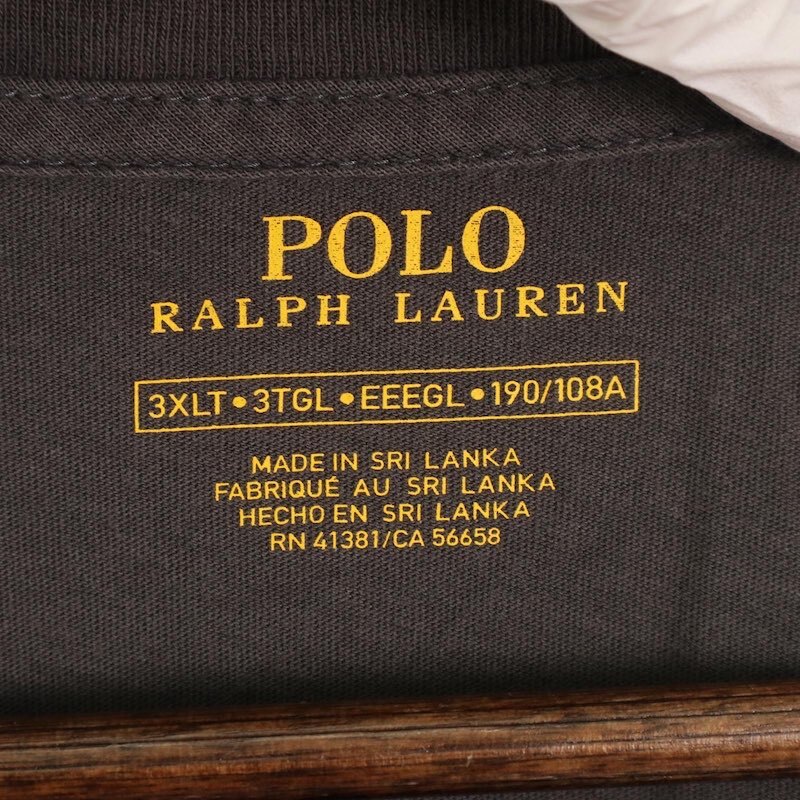 POLO
RALPH LAUREN
3XLT•3TGL•EEEGL•190/108A
MADE IN SRI LANKA
FABRIQUÉ AU SRI LANKA
HECHO EN SRI LANKA
RN 41381/CA 56658